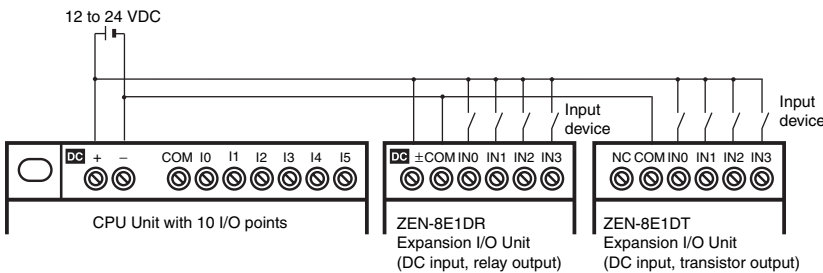 12 to 24 VDC
Input
device
Input
device
DC + − COM I0 I1 I2 I3 I4 I5
DC ±COM IN0 IN1 IN2 IN3
NC COM IN0 IN1 IN2 IN3
CPU Unit with 10 I/O points
ZEN-8E1DR
Expansion I/O Unit
(DC input, relay output)
ZEN-8E1DT
Expansion I/O Unit
(DC input, transistor output)